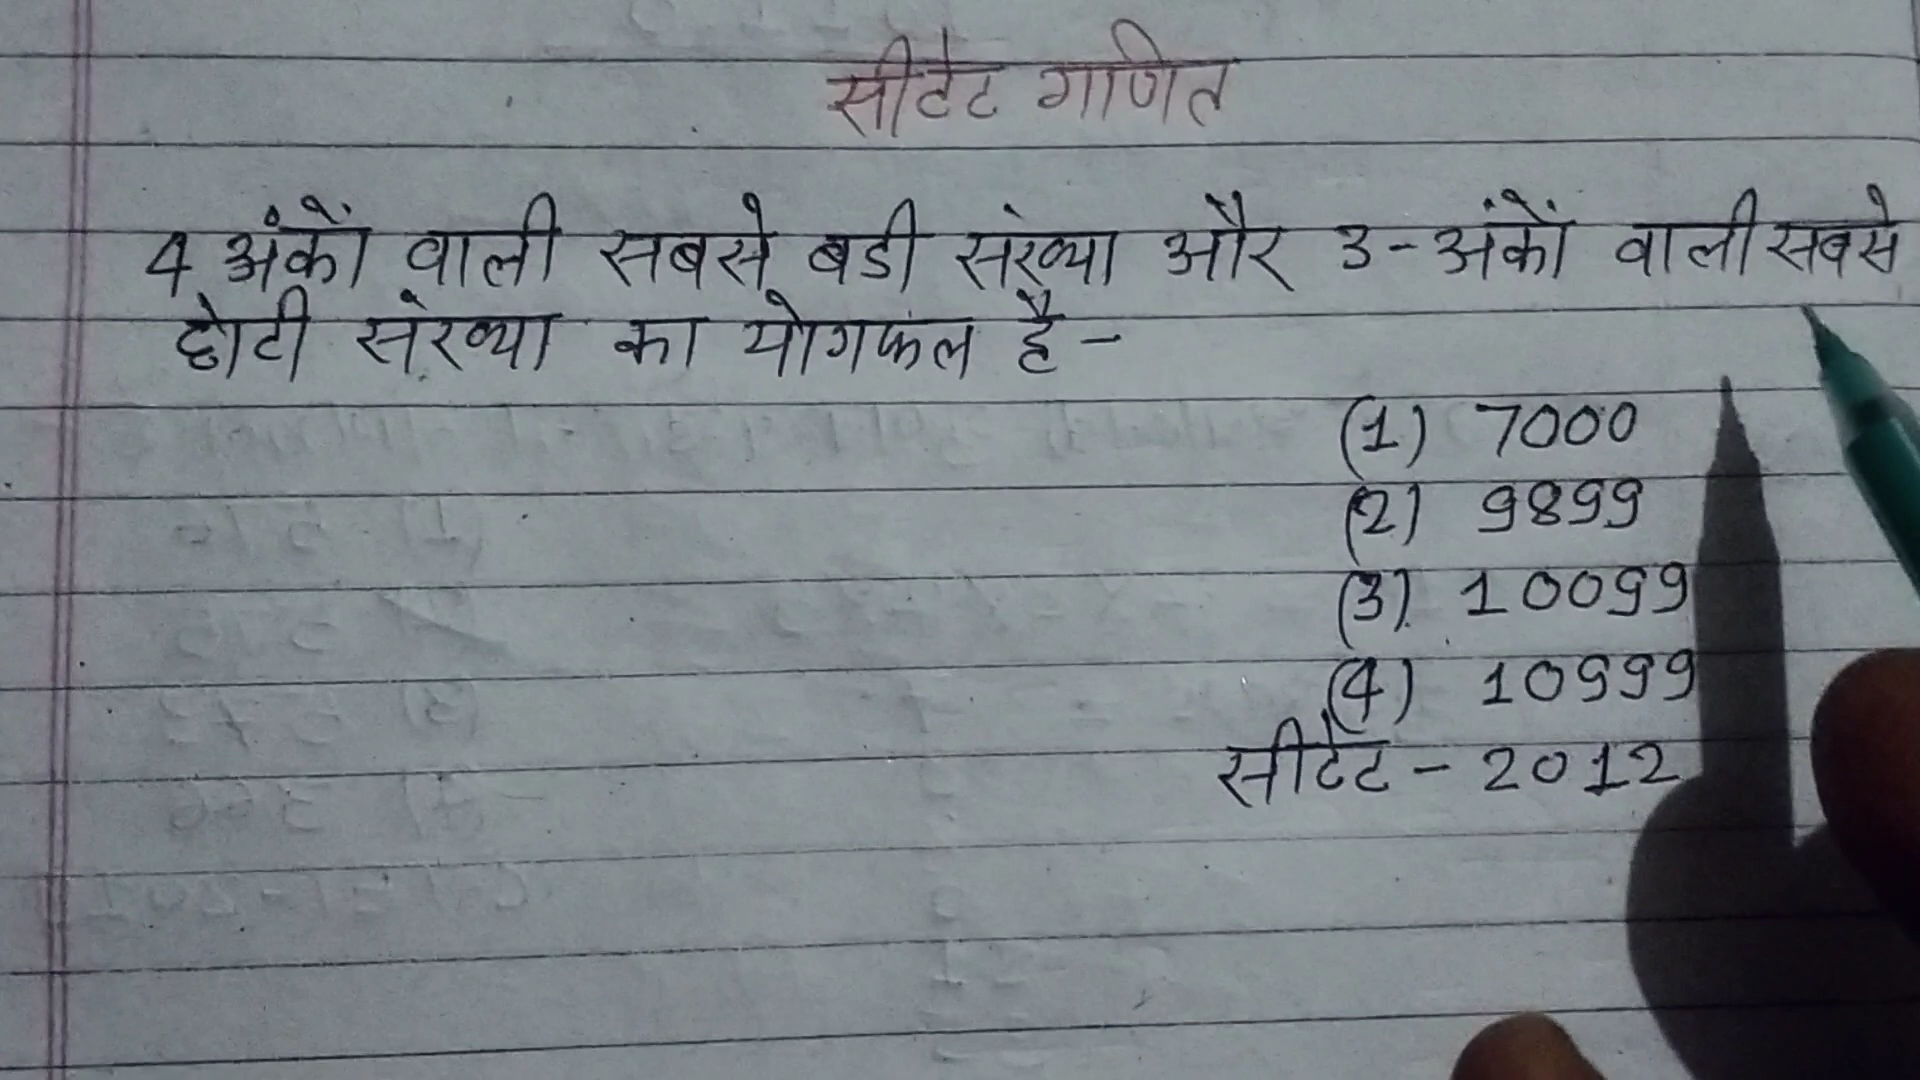 सीटेट गणित
4 अंकों वाली सबसे बडी संख्या और 3-अंकों वाली सबसे
छोटी संख्या का योगफल है-
(1) 7000
(2) 9899
(3) 10099
(4) 10999
सीटेट - 2012